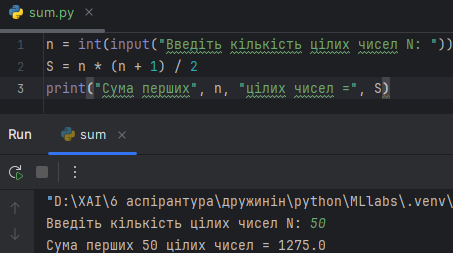 sum.py
1 n = int(input("Введіть кількість цілих чисел N: "))
2 S = n * (n + 1) / 2
3 print("Сума перших", n, "цілих чисел =", S)
Run sum
"D:\XAI\6 аспірантура\дружинін\python\MLlabs\.venv\
Введіть кількість цілих чисел N: 50
Сума перших 50 цілих чисел = 1275.0